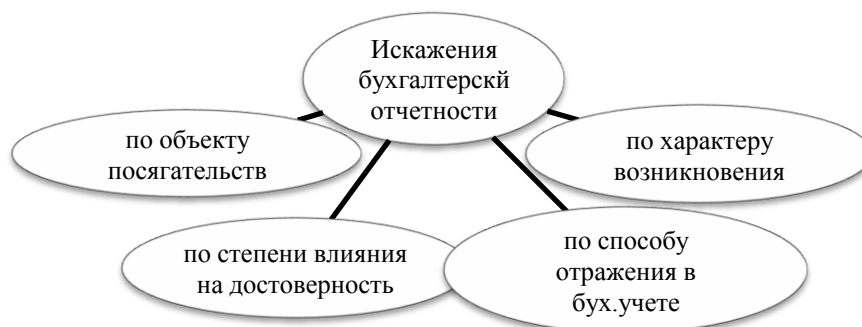 Искажения
бухгалтерскй
отчетности
по объекту
посягательств
по характеру
возникновения
по степени влияния
на достоверность
по способу
отражения в
бух.учете